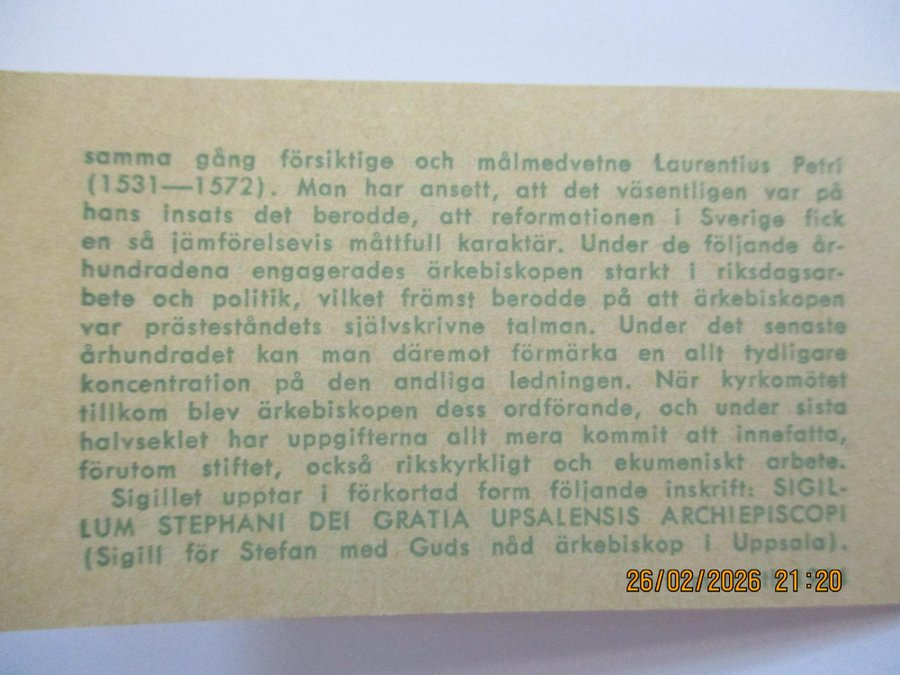 samma gång försiktige och målmedvetne Laurentius Petri
(1531—1572). Man har ansett, att det väsentligen var på
hans insats det berodde, att reformationen i Sverige fick
en så jämförelsevis måttfull karaktär. Under de följande år-
hundradena engagerades ärkebiskopen starkt i riksdagsar-
bete och politik, vilket främst berodde på att ärkebiskopen
var prästeståndets självskrivne talman. Under det senaste
århundradet kan man däremot förmärka en allt tydligare
koncentration på den andliga ledningen. När kyrkomötet
tillkom blev ärkebiskopen dess ordförande, och under sista
halvseklet har uppgifterna allt mera kommit att innefatta,
förutom stiftet, också rikskyrkligt och ekumeniskt arbete.
Sigillet upptar i förkortad form följande inskrift: SIGIL-
LUM STEPHANI DEI GRATIA UPSALENSIS ARCHIEPISCOPI
(Sigill för Stefan med Guds nåd ärkebiskop i Uppsala).
26/02/2026 21:20